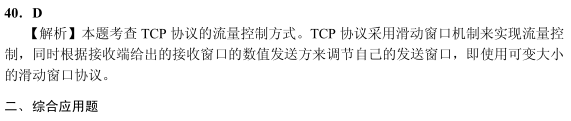 40．D
【解析】本题考查 TCP 协议的流量控制方式。TCP 协议采用滑动窗口机制来实现流量控
制，同时根据接收端给出的接收窗口的数值发送方来调节自己的发送窗口，即使用可变大小
的滑动窗口协议。
二、综合应用题